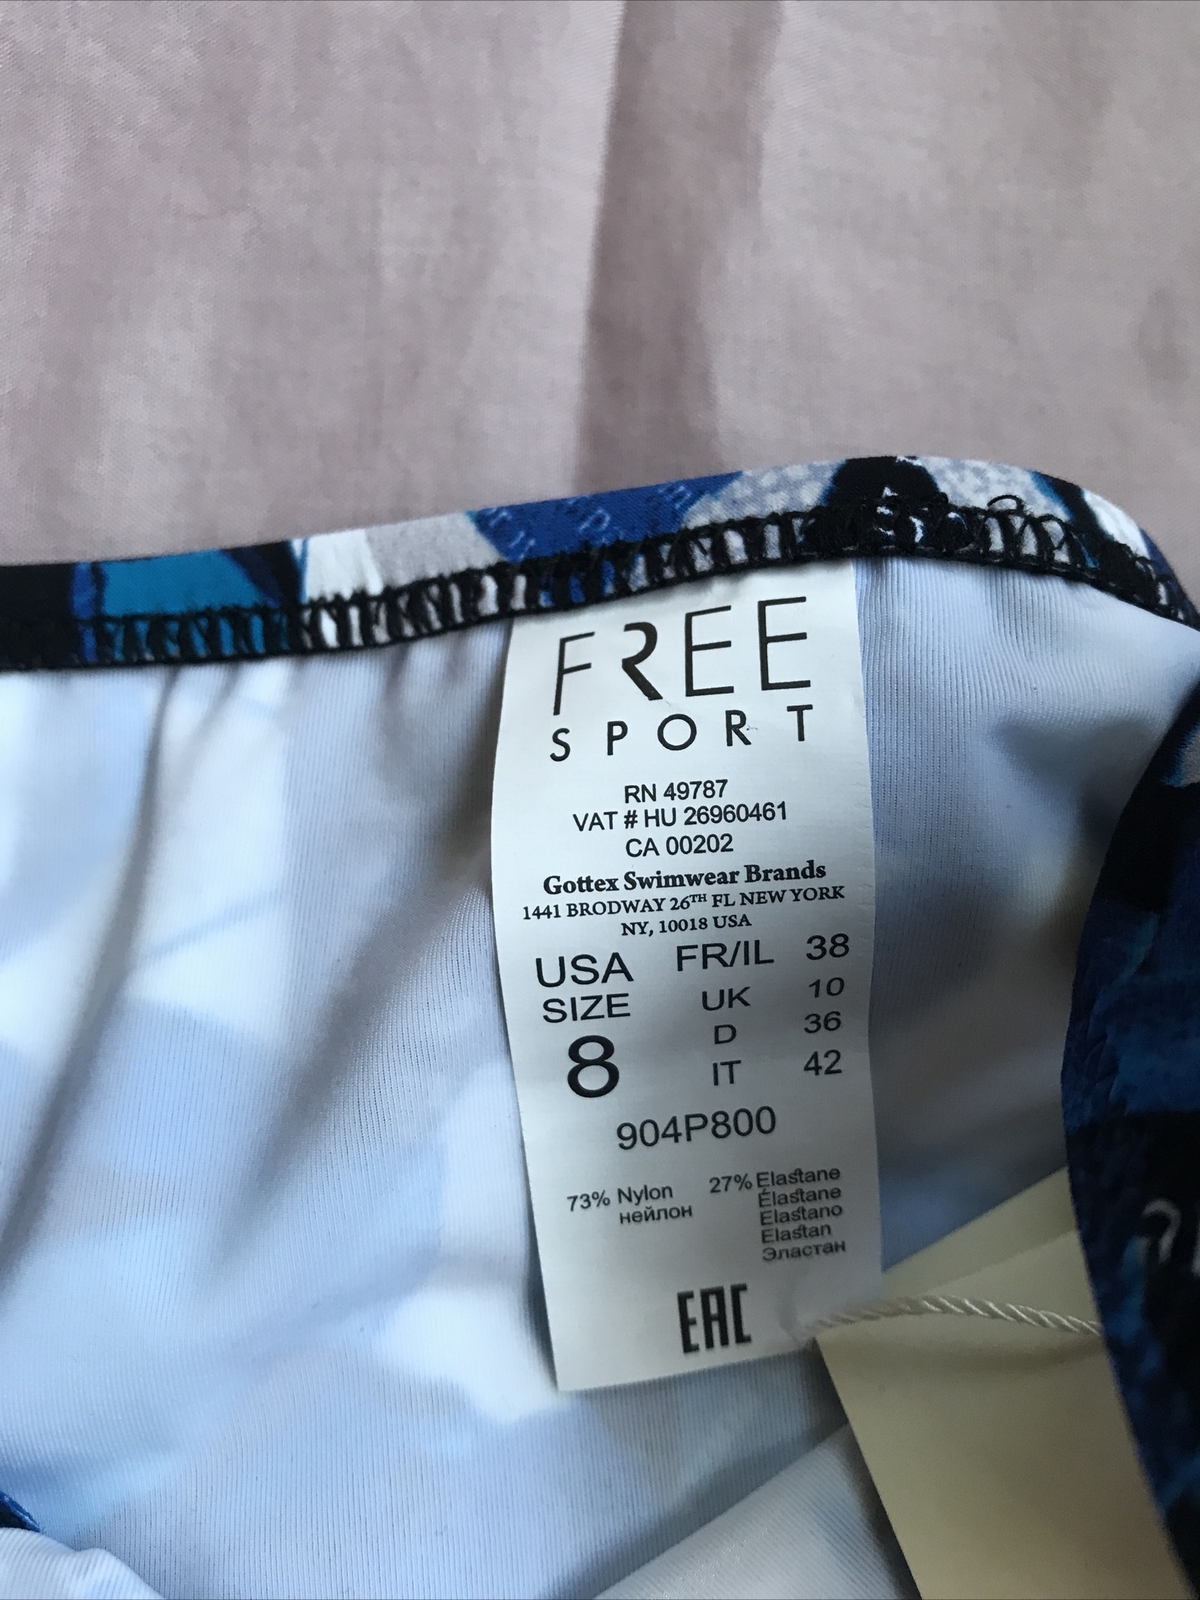 FREE
SPORT
RN 49787
VAT # HU 26960461
CA 00202
Gottex Swimwear Brands
1441 BRODWAY 26TH FL NEW YORK
NY, 10018 USA
USA FR/IL 38
SIZE UK 10
8 D 36
IT 42
904P800
73% Nylon 27% Elastane
нейлон Élastane
Elastano
Elastan
Эластан
EAC